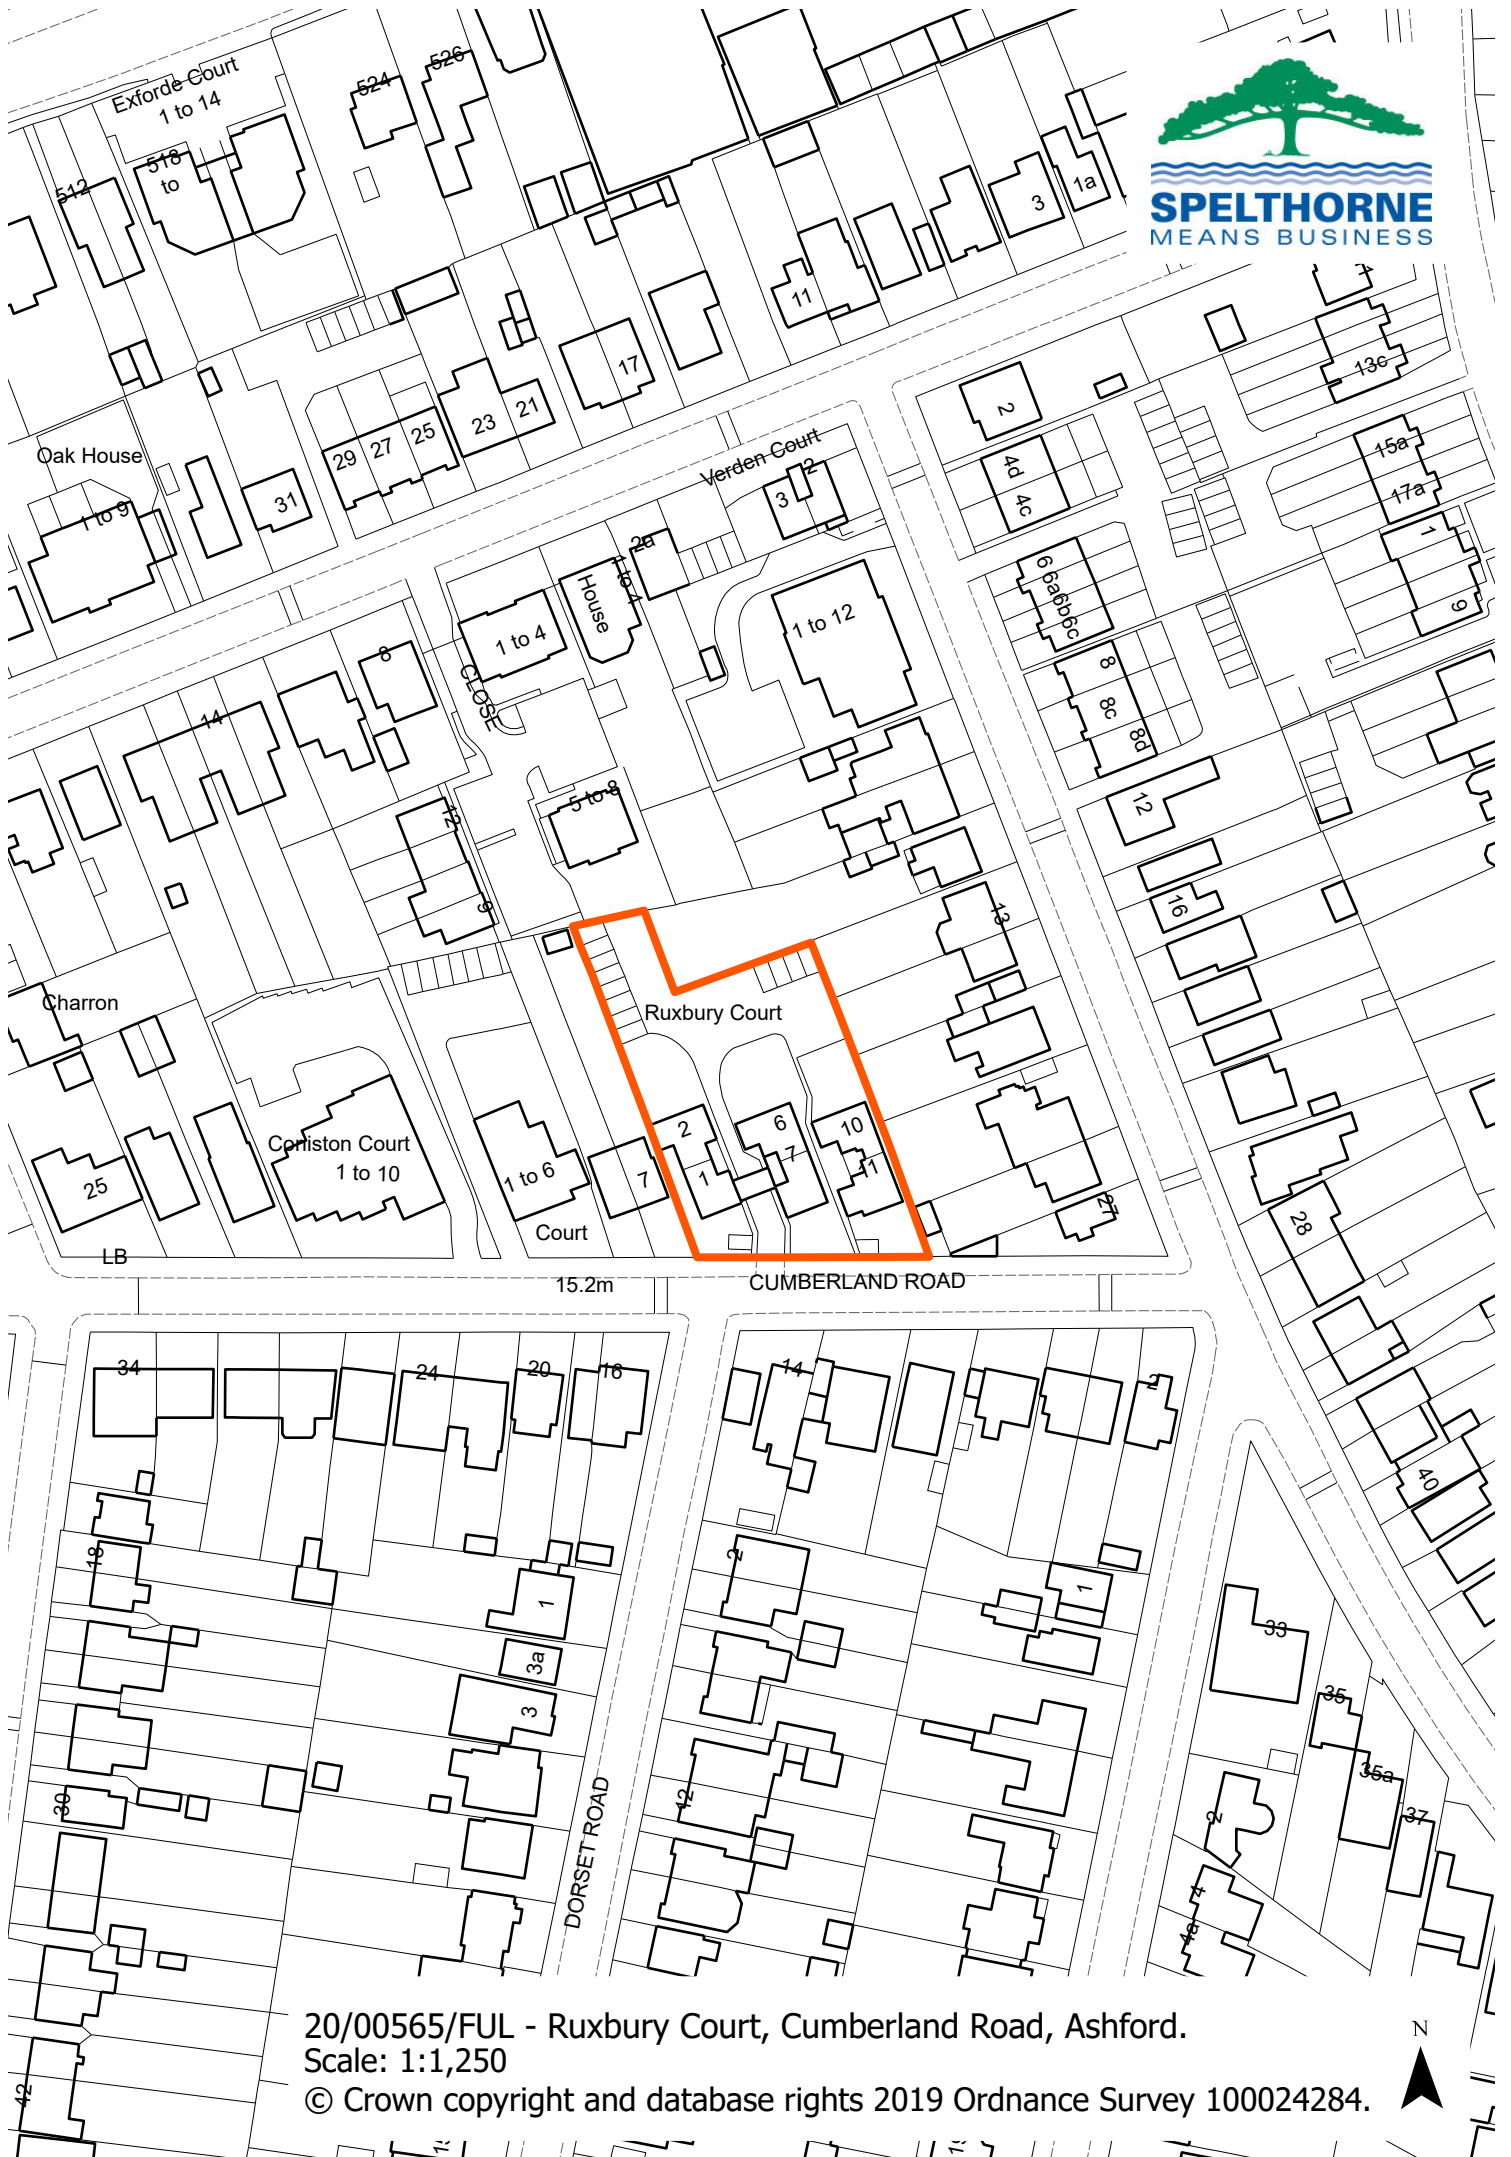 Exforde Court
1 to 14
524
526
512
518
to
SPELTHORNE
MEANS BUSINESS
11
3
1a
17
13c
Oak House
1 to 9
31
29
27
25
23
21
Verden Court
3
2
2
4d
4c
15a
17a
1
9
2a
1 to 4
House
1 to 4
CLOSE
1 to 12
6 6a6b6c
8
8c
8d
8
14
5 to 8
12
9
12
16
13
Charron
Ruxbury Court
Coniston Court
1 to 10
25
1 to 6
7
2
1
6
7
10
11
Court
27
28
LB
15.2m
CUMBERLAND ROAD
34
24
20
16
14
2
40
18
1
3a
3
2
1
33
35
35a
37
30
42
DORSET ROAD
12
2
4
4a
20/00565/FUL - Ruxbury Court, Cumberland Road, Ashford.
Scale: 1:1,250
© Crown copyright and database rights 2019 Ordnance Survey 100024284.
N